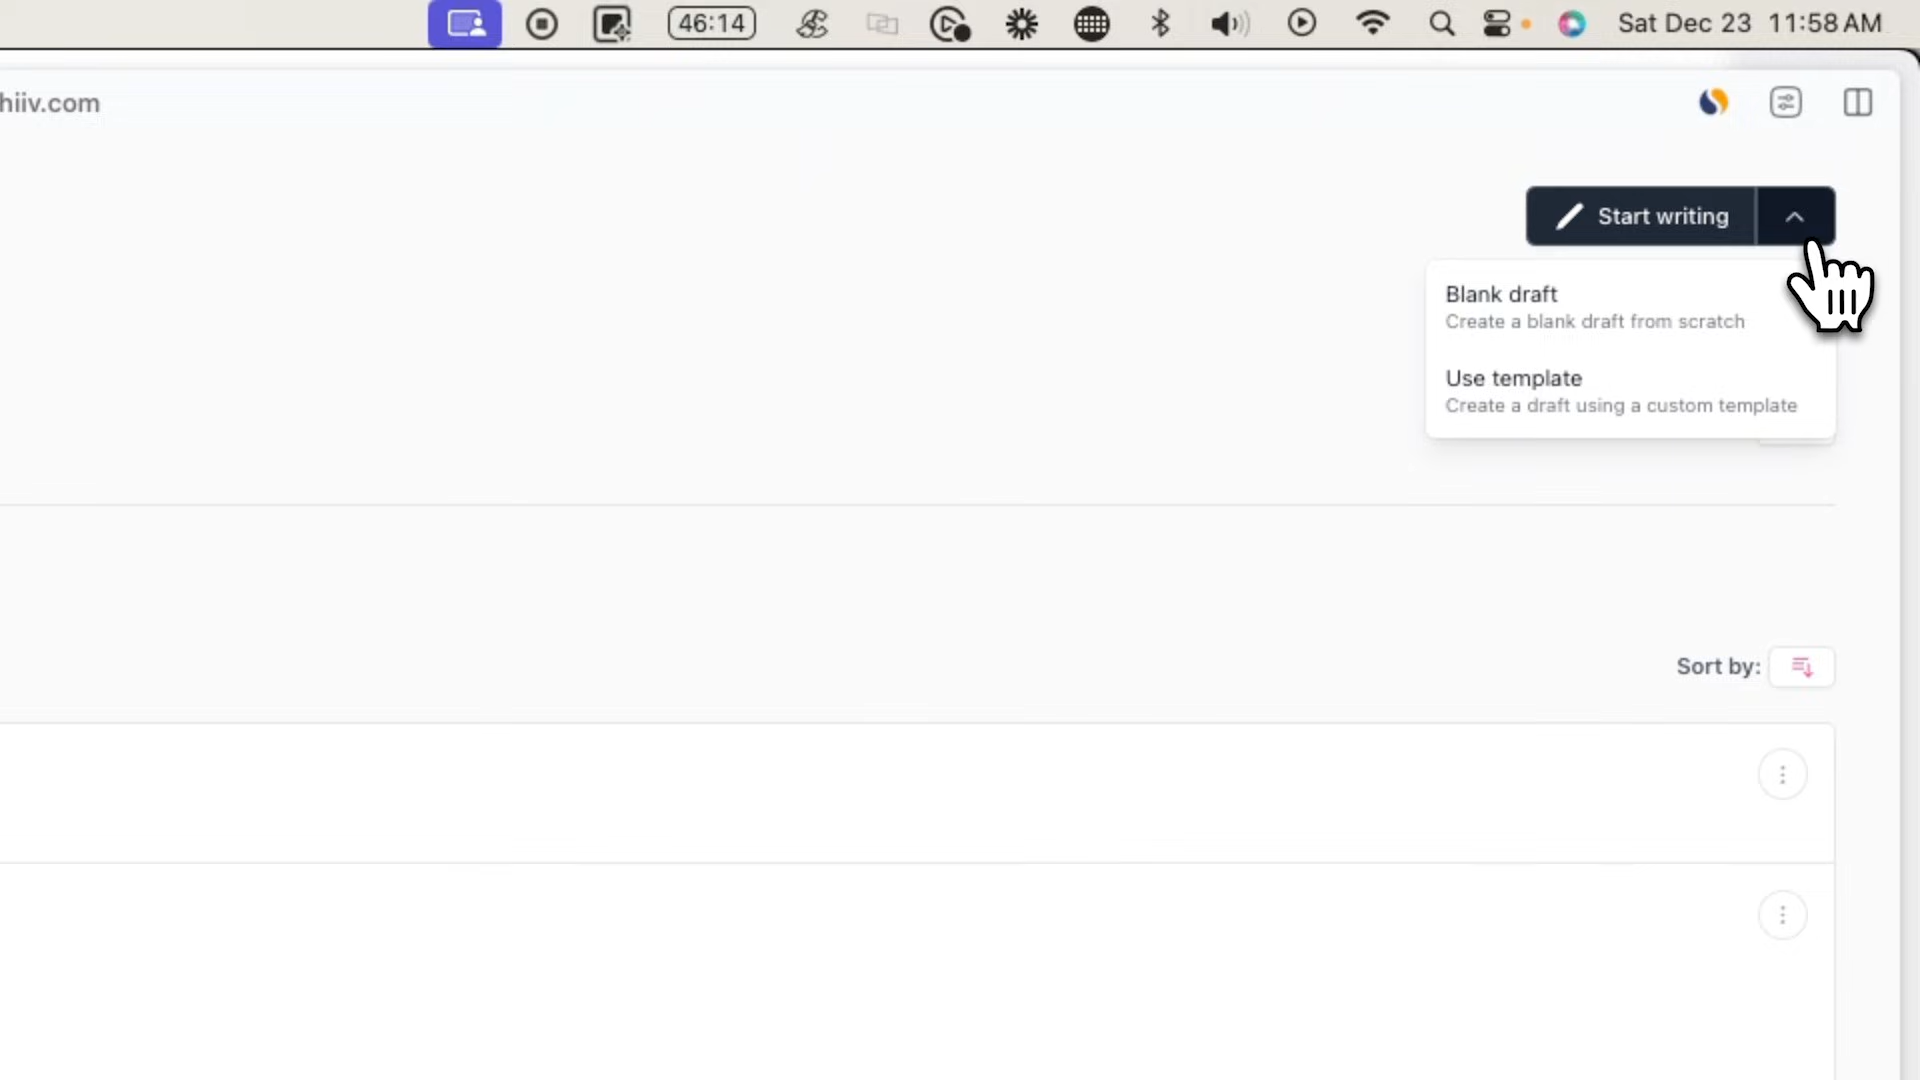 46:14
Sat Dec 23 11:58 AM
hiiv.com
Start writing
Blank draft
Create a blank draft from scratch
Use template
Create a draft using a custom template
Sort by: